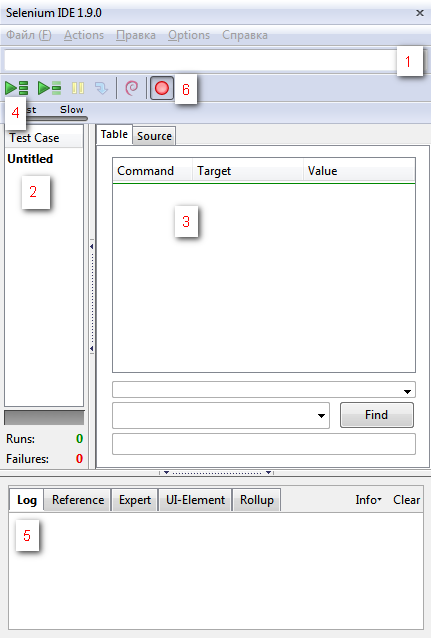 Selenium IDE 1.9.0
Файл (F) Actions Правка Options Справка
1
6
4
st Slow
Test Case
Table Source
Untitled
Command Target Value
2
3
Find
Runs: 0
Failures: 0
Log Reference Expert UI-Element Rollup Info Clear
5